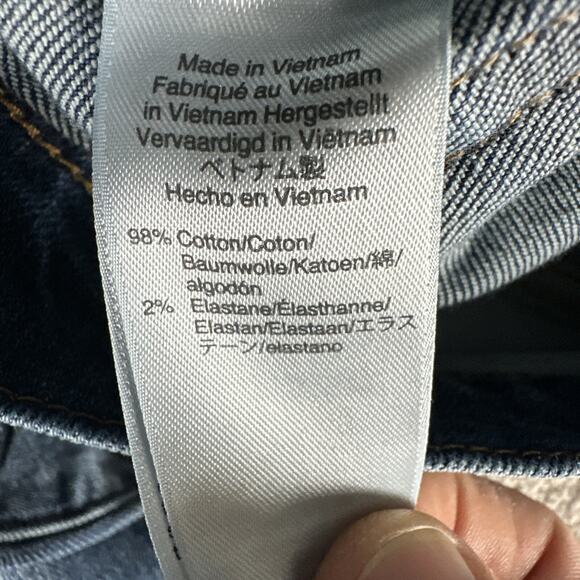 Made in Vietnam
Fabriqué au Vietnam
in Vietnam Hergestellt
Vervaardigd in Viëtnam
ベトナム製
Hecho en Vietnam
98% Cotton/Coton/
Baumwolle/Katoen/綿/
algodón
2% Elastane/Élasthanne/
Elastan/Elastaan/エラス
テーン/elastano